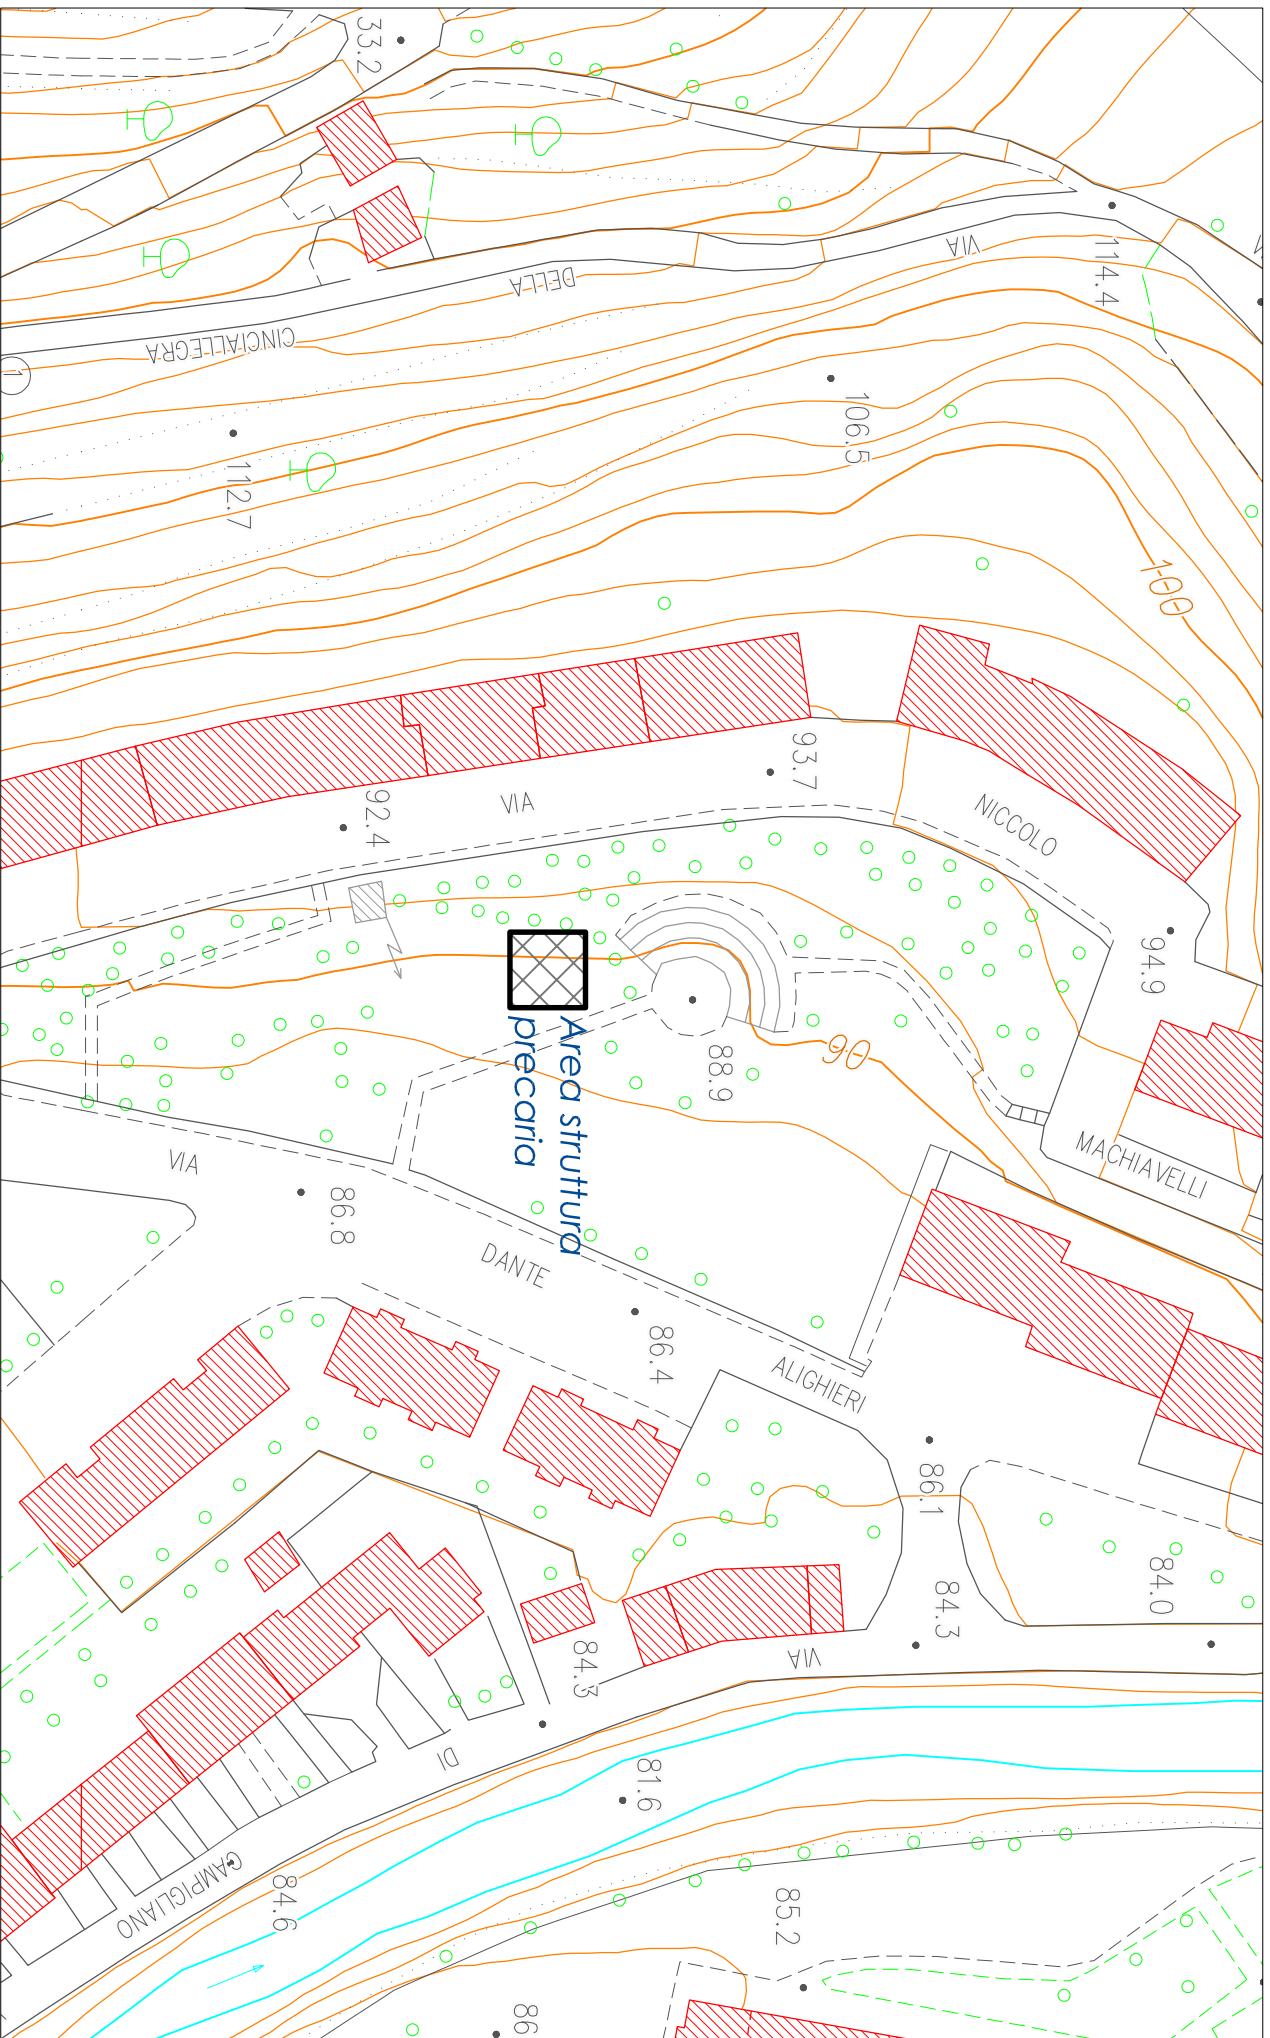 33.2
114.4
VIA
DELLA
CINCIALLEGRA
1
106.5
112.7
100
93.7
VIA
NICCOLO
92.4
94.9
Area struttura
precaria
88.9
90
MACHIAVELLI
VIA
86.8
DANTE
86.4
ALIGHIERI
86.1
84.0
84.3
84.3
VIA
DI
81.6
CAMPIGLIANO
84.6
85.2
86